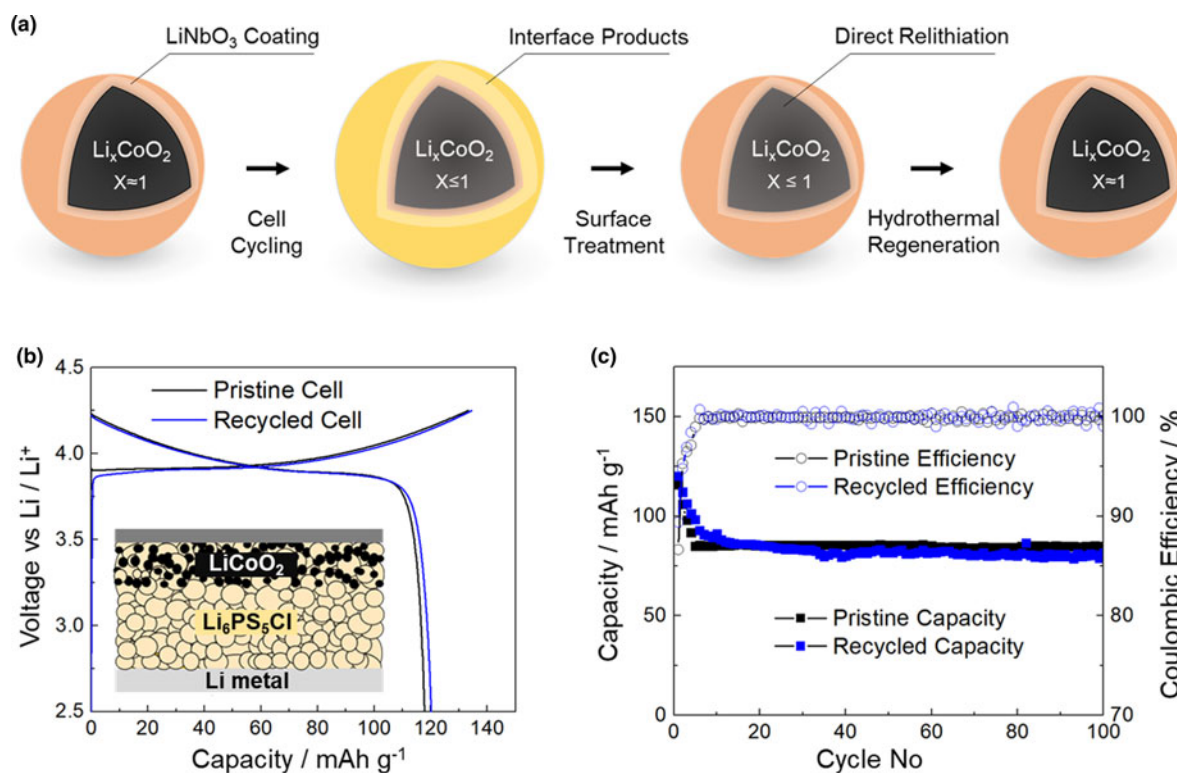 (a)
LiNbO₃ Coating
Interface Products
Direct Relithiation
LiₓCoO₂
X≈1
Cell
Cycling
LiₓCoO₂
X≤1
Surface
Treatment
LiₓCoO₂
X ≤ 1
Hydrothermal
Regeneration
LiₓCoO₂
X≈1
(b)
Voltage vs Li / Li⁺
4.5
4.0
3.5
3.0
2.5
Pristine Cell
Recycled Cell
LiCoO₂
Li₆PS₅Cl
Li metal
0 20 40 60 80 100 120 140
Capacity / mAh g⁻¹
(c)
Capacity / mAh g⁻¹
150
100
50
0
Pristine Efficiency
Recycled Efficiency
Pristine Capacity
Recycled Capacity
0 20 40 60 80 100
Cycle No
100
90
80
70
Coulombic Efficiency / %